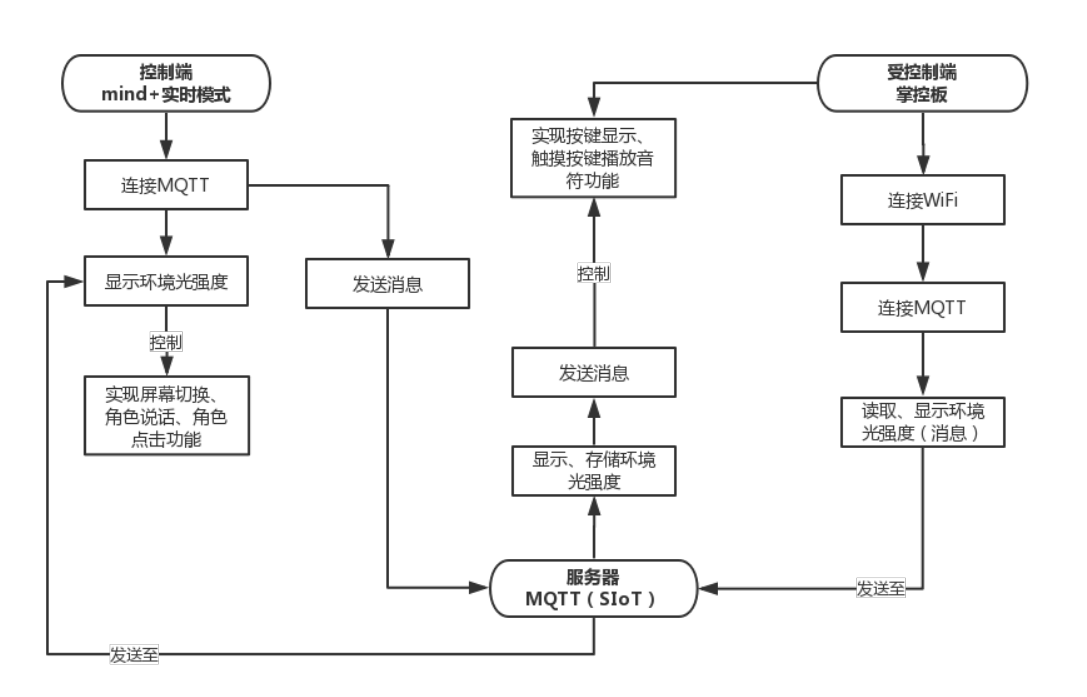 控制端
mind+实时模式
连接MQTT
显示环境光强度
控制
实现屏幕切换、
角色说话、角色
点击功能
发送消息
实现按键显示、
触摸按键播放音
符功能
控制
发送消息
显示、存储环境
光强度
服务器
MQTT（SIoT）
发送至
受控制端
掌控板
连接WiFi
连接MQTT
读取、显示环境
光强度（消息）
发送至